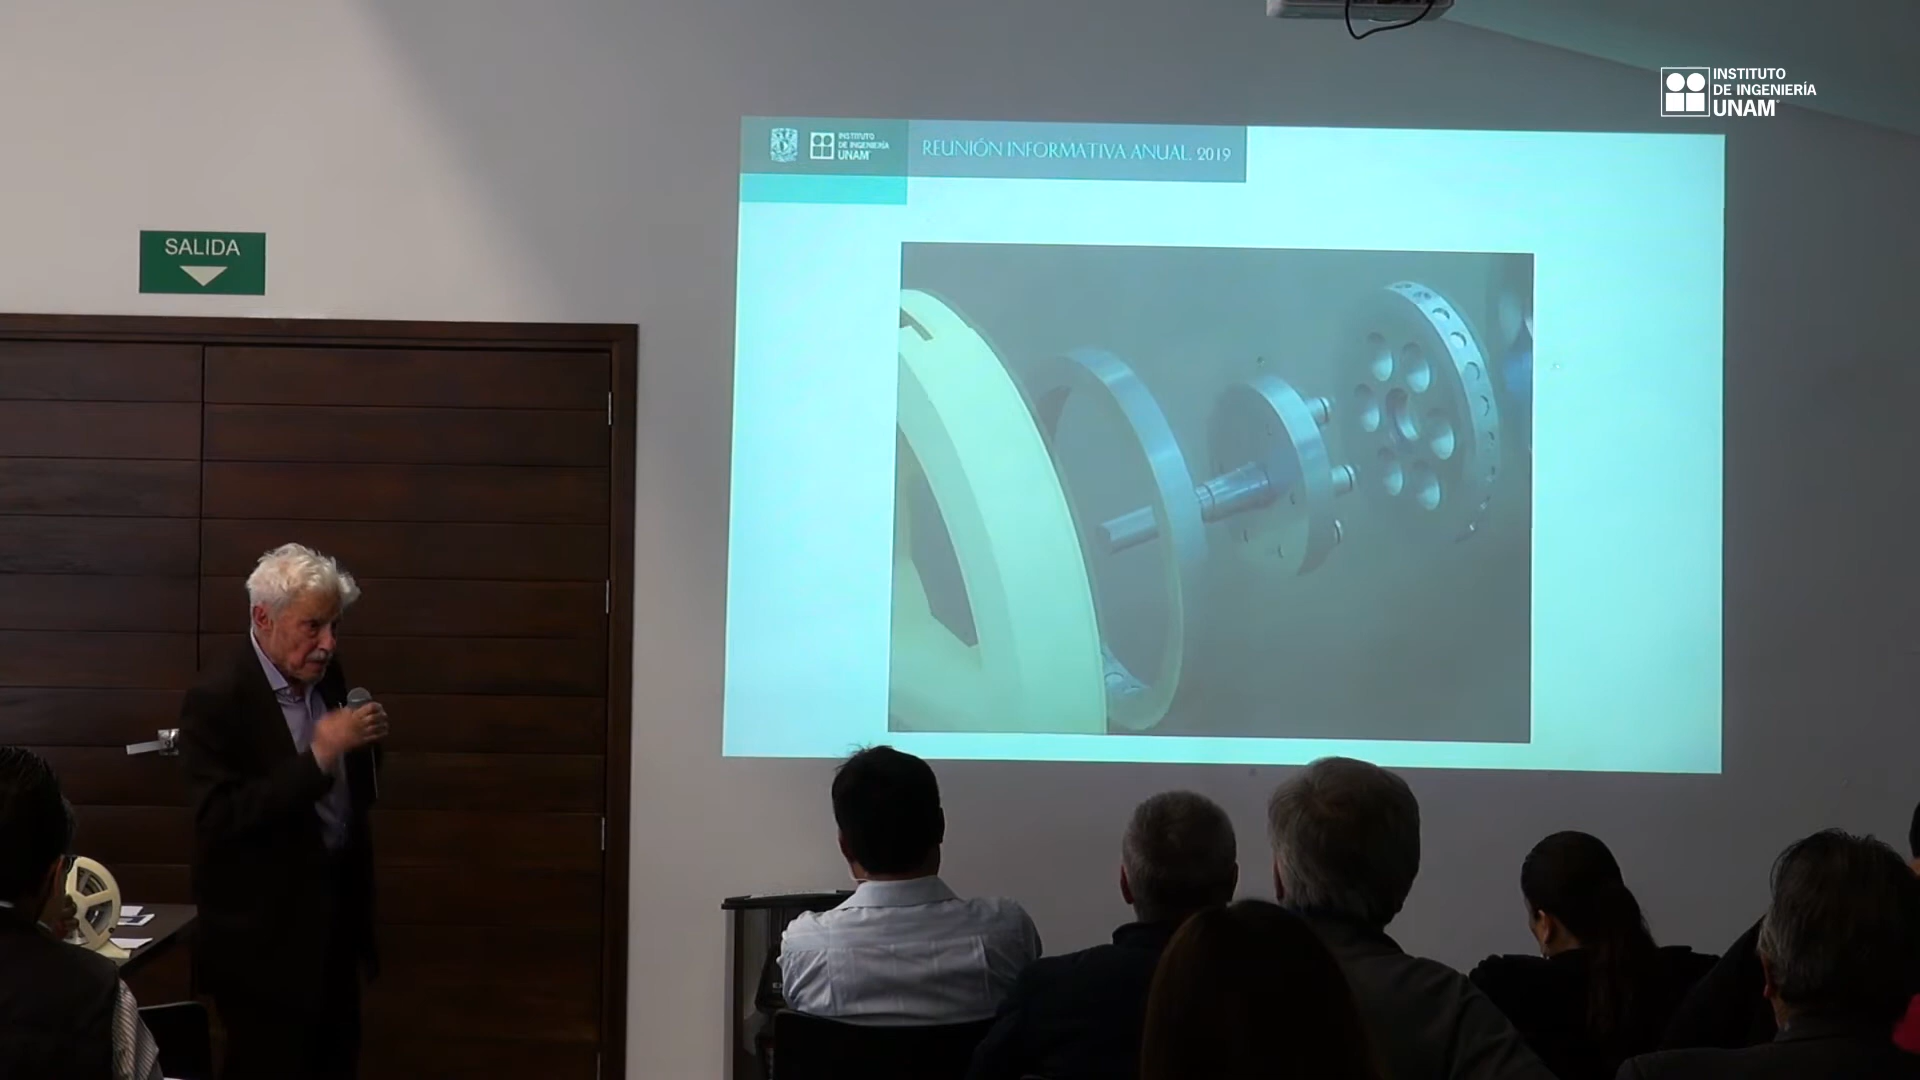 INSTITUTO
DE INGENIERÍA
UNAM
INSTITUTO
DE INGENIERÍA
UNAM
REUNIÓN INFORMATIVA ANUAL. 2019
SALIDA